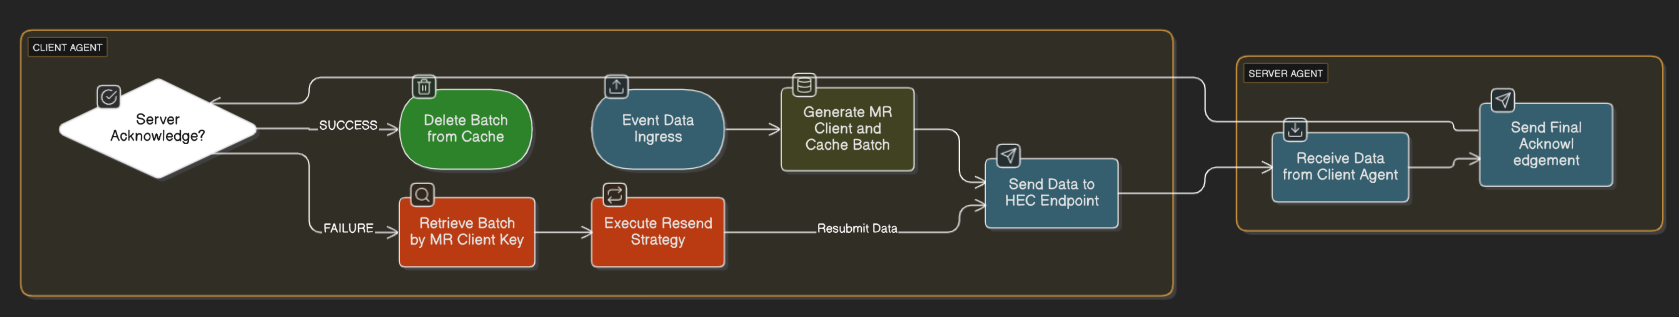 CLIENT AGENT
Server
Acknowledge?
SUCCESS
Delete Batch
from Cache
Event Data
Ingress
Generate MR
Client and
Cache Batch
FAILURE
Retrieve Batch
by MR Client Key
Execute Resend
Strategy
Resubmit Data
Send Data to
HEC Endpoint
SERVER AGENT
Receive Data
from Client Agent
Send Final
Acknowl
edgement